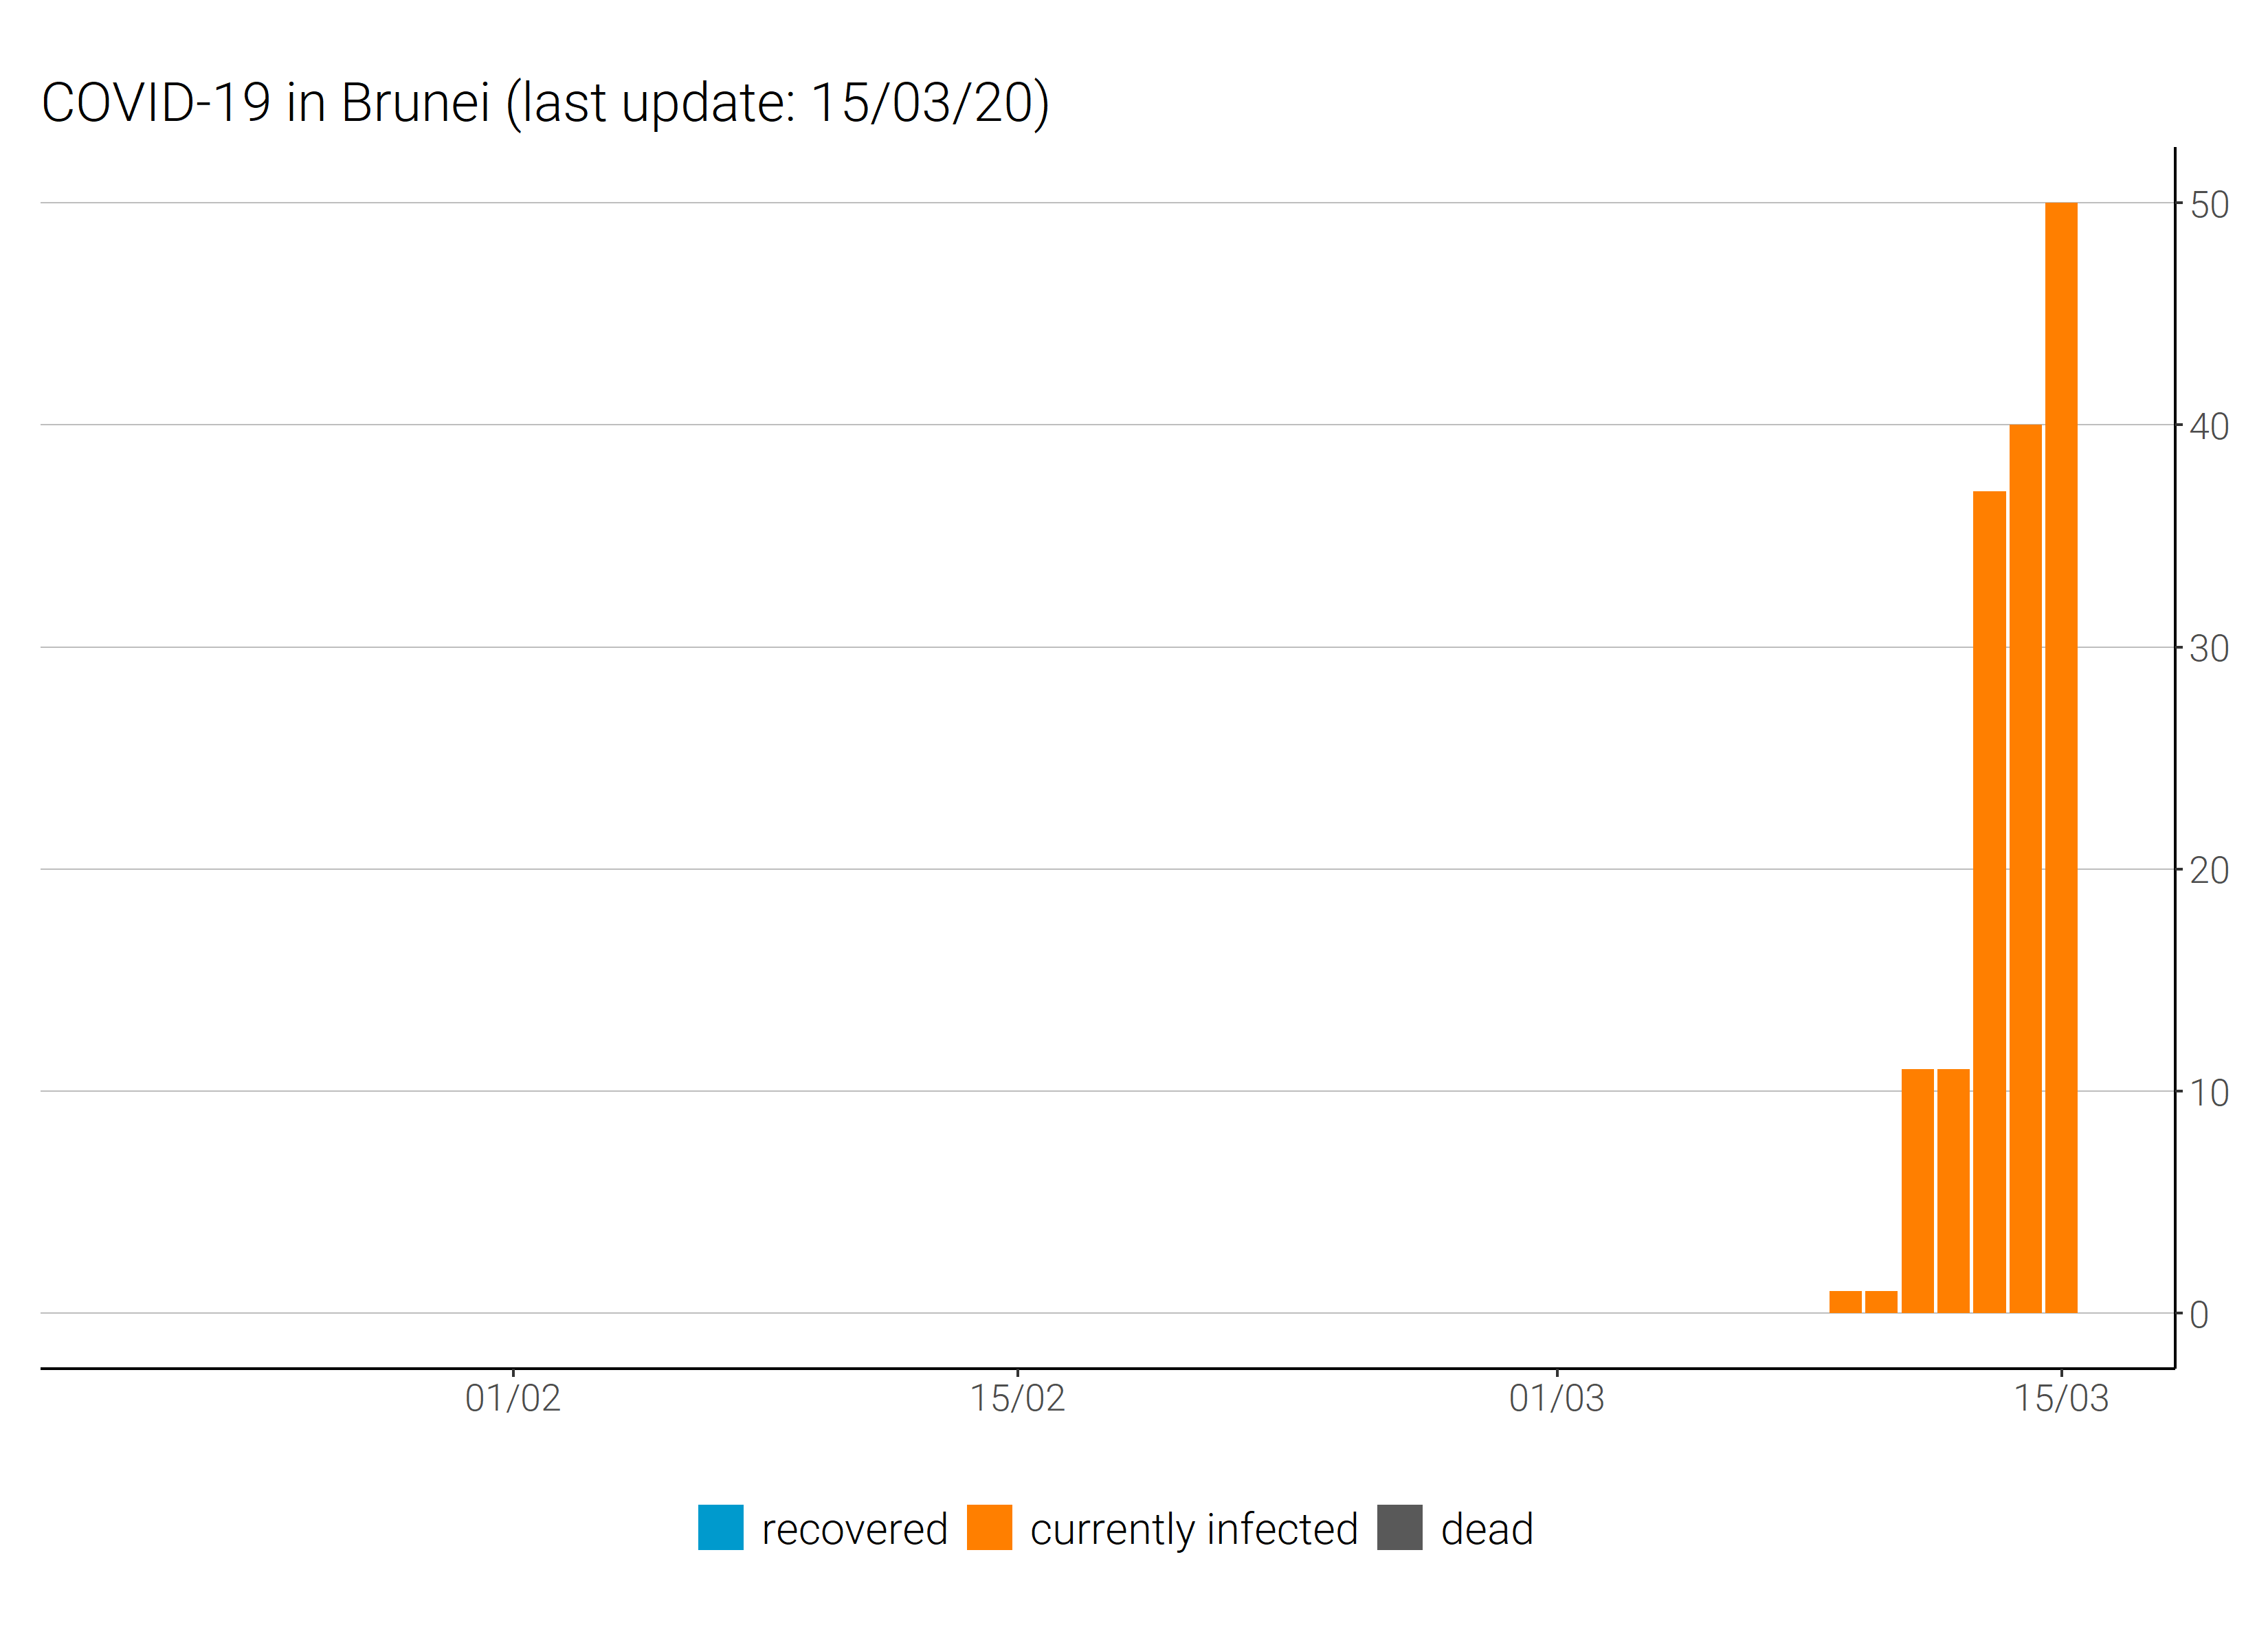 COVID-19 in Brunei (last update: 15/03/20)
50
40
30
20
10
0
01/02 15/02 01/03 15/03
recovered currently infected dead